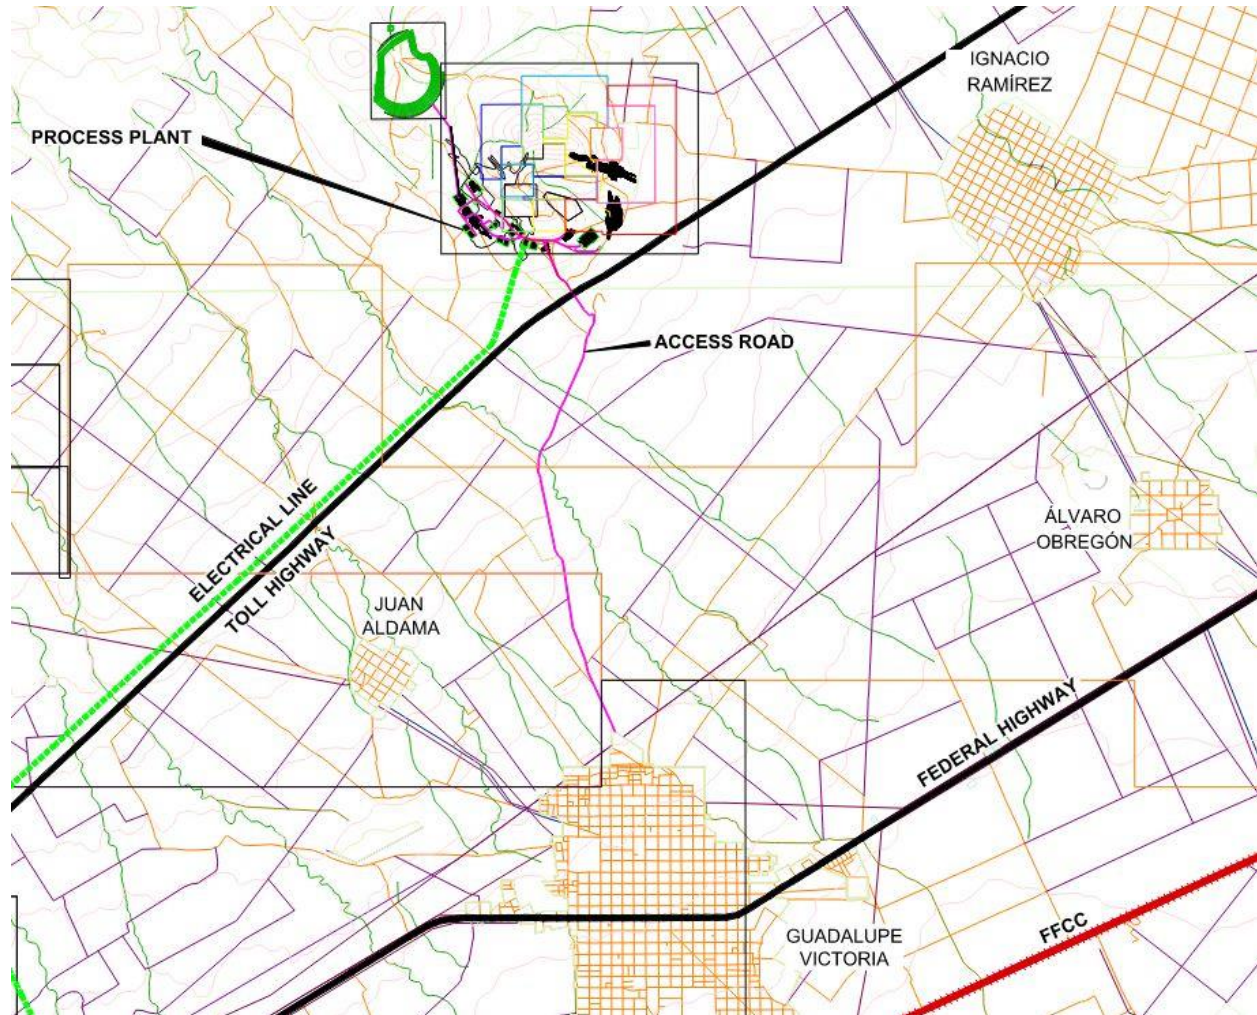 IGNACIO
RAMÍREZ
PROCESS PLANT
ACCESS ROAD
ELECTRICAL LINE
TOLL HIGHWAY
ÁLVARO
OBREGÓN
JUAN
ALDAMA
FEDERAL HIGHWAY
GUADALUPE
VICTORIA
FFCC